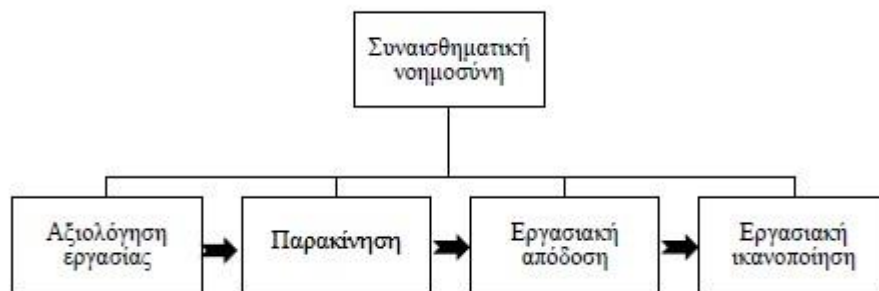 Συναισθηματική
νοημοσύνη
Αξιολόγηση
εργασίας
Παρακίνηση
Εργασιακή
απόδοση
Εργασιακή
ικανοποίηση